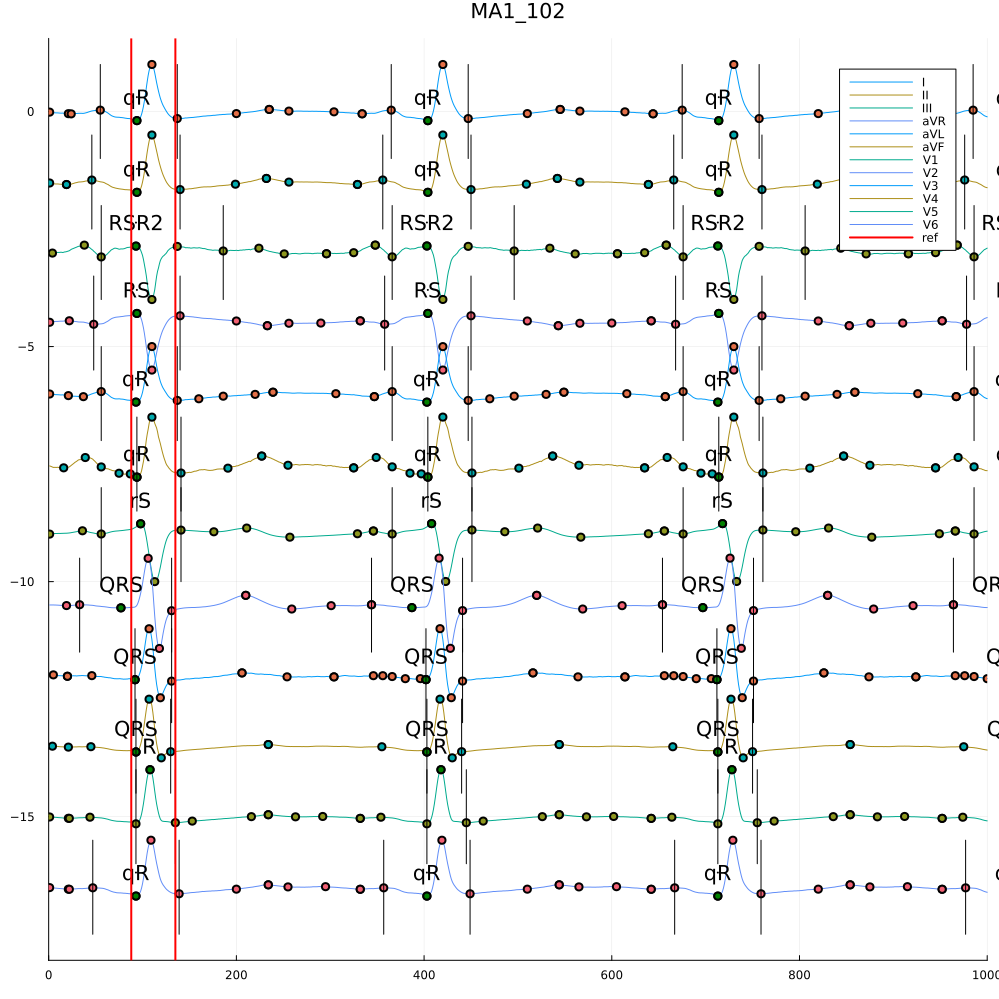 MA1_102
I
II
III
aVR
aVL
aVF
V1
V2
V3
V4
V5
V6
ref
0
qR qR qR
qR qR qR
RSR2 RSR2 RSR2
RS RS RS
−5
qR qR qR
qR qR qR
rS rS rS
−10
QRS QRS QRS QR
QRS QRS QRS
QRS QRS QRS
R R R
−15
qR qR qR
0 200 400 600 800 1000